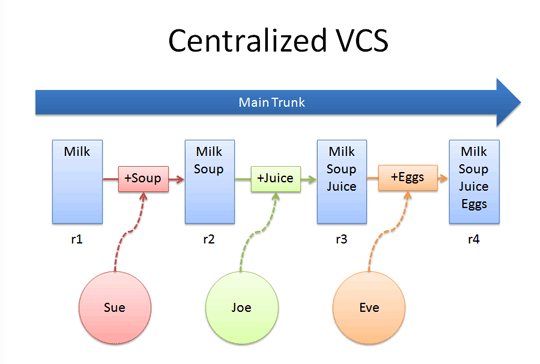 Centralized VCS
Main Trunk
Milk
+Soup
Milk
Soup
+Juice
Milk
Soup
Juice
+Eggs
Milk
Soup
Juice
Eggs
r1
r2
r3
r4
Sue
Joe
Eve